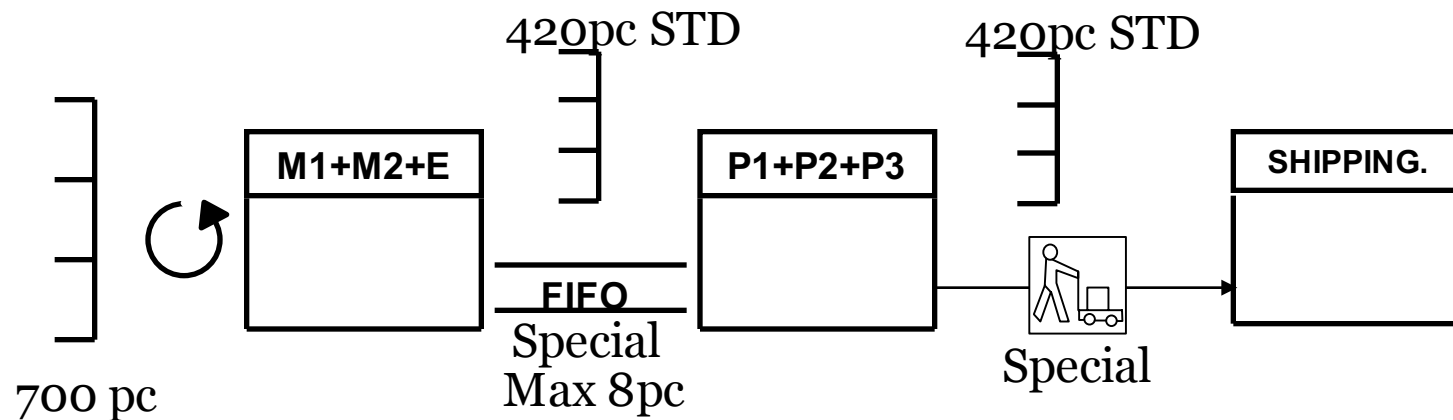 420pc STD
420pc STD
M1+M2+E
P1+P2+P3
SHIPPING.
FIFO
Special
Max 8pc
Special
700 pc